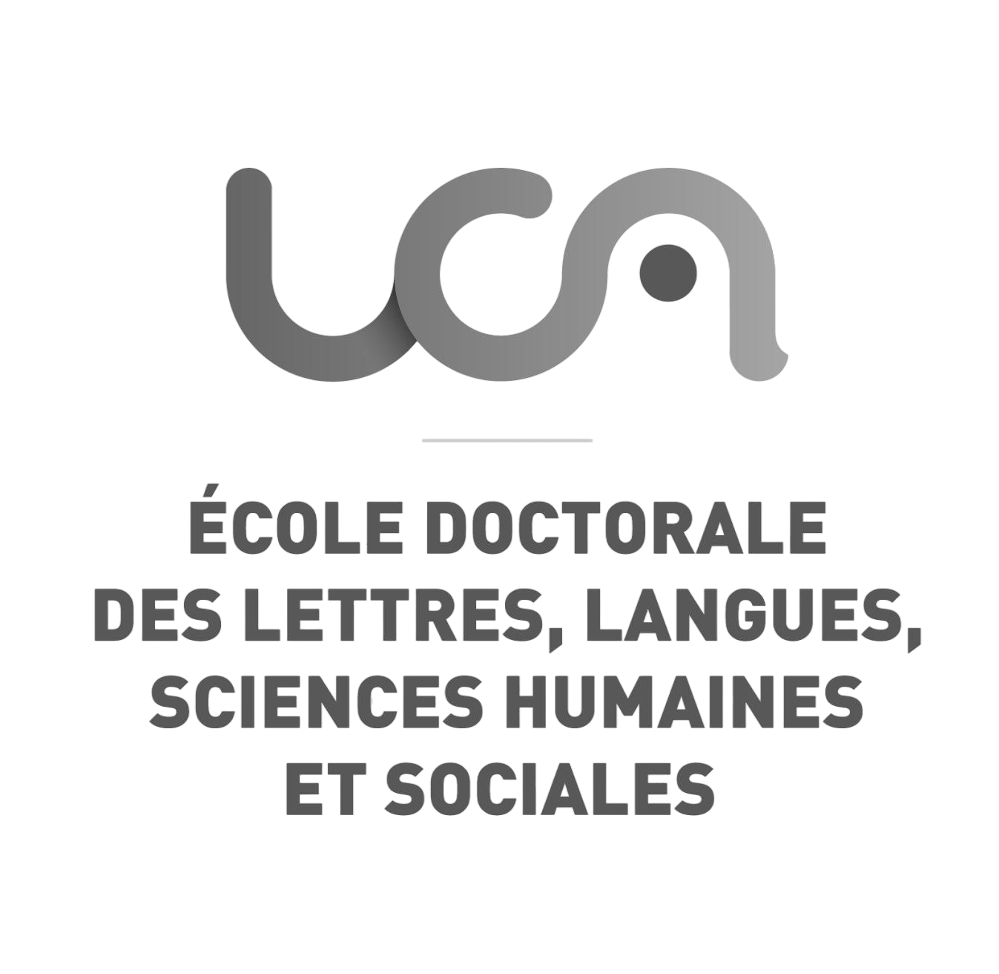 UCA
ÉCOLE DOCTORALE
DES LETTRES, LANGUES,
SCIENCES HUMAINES
ET SOCIALES